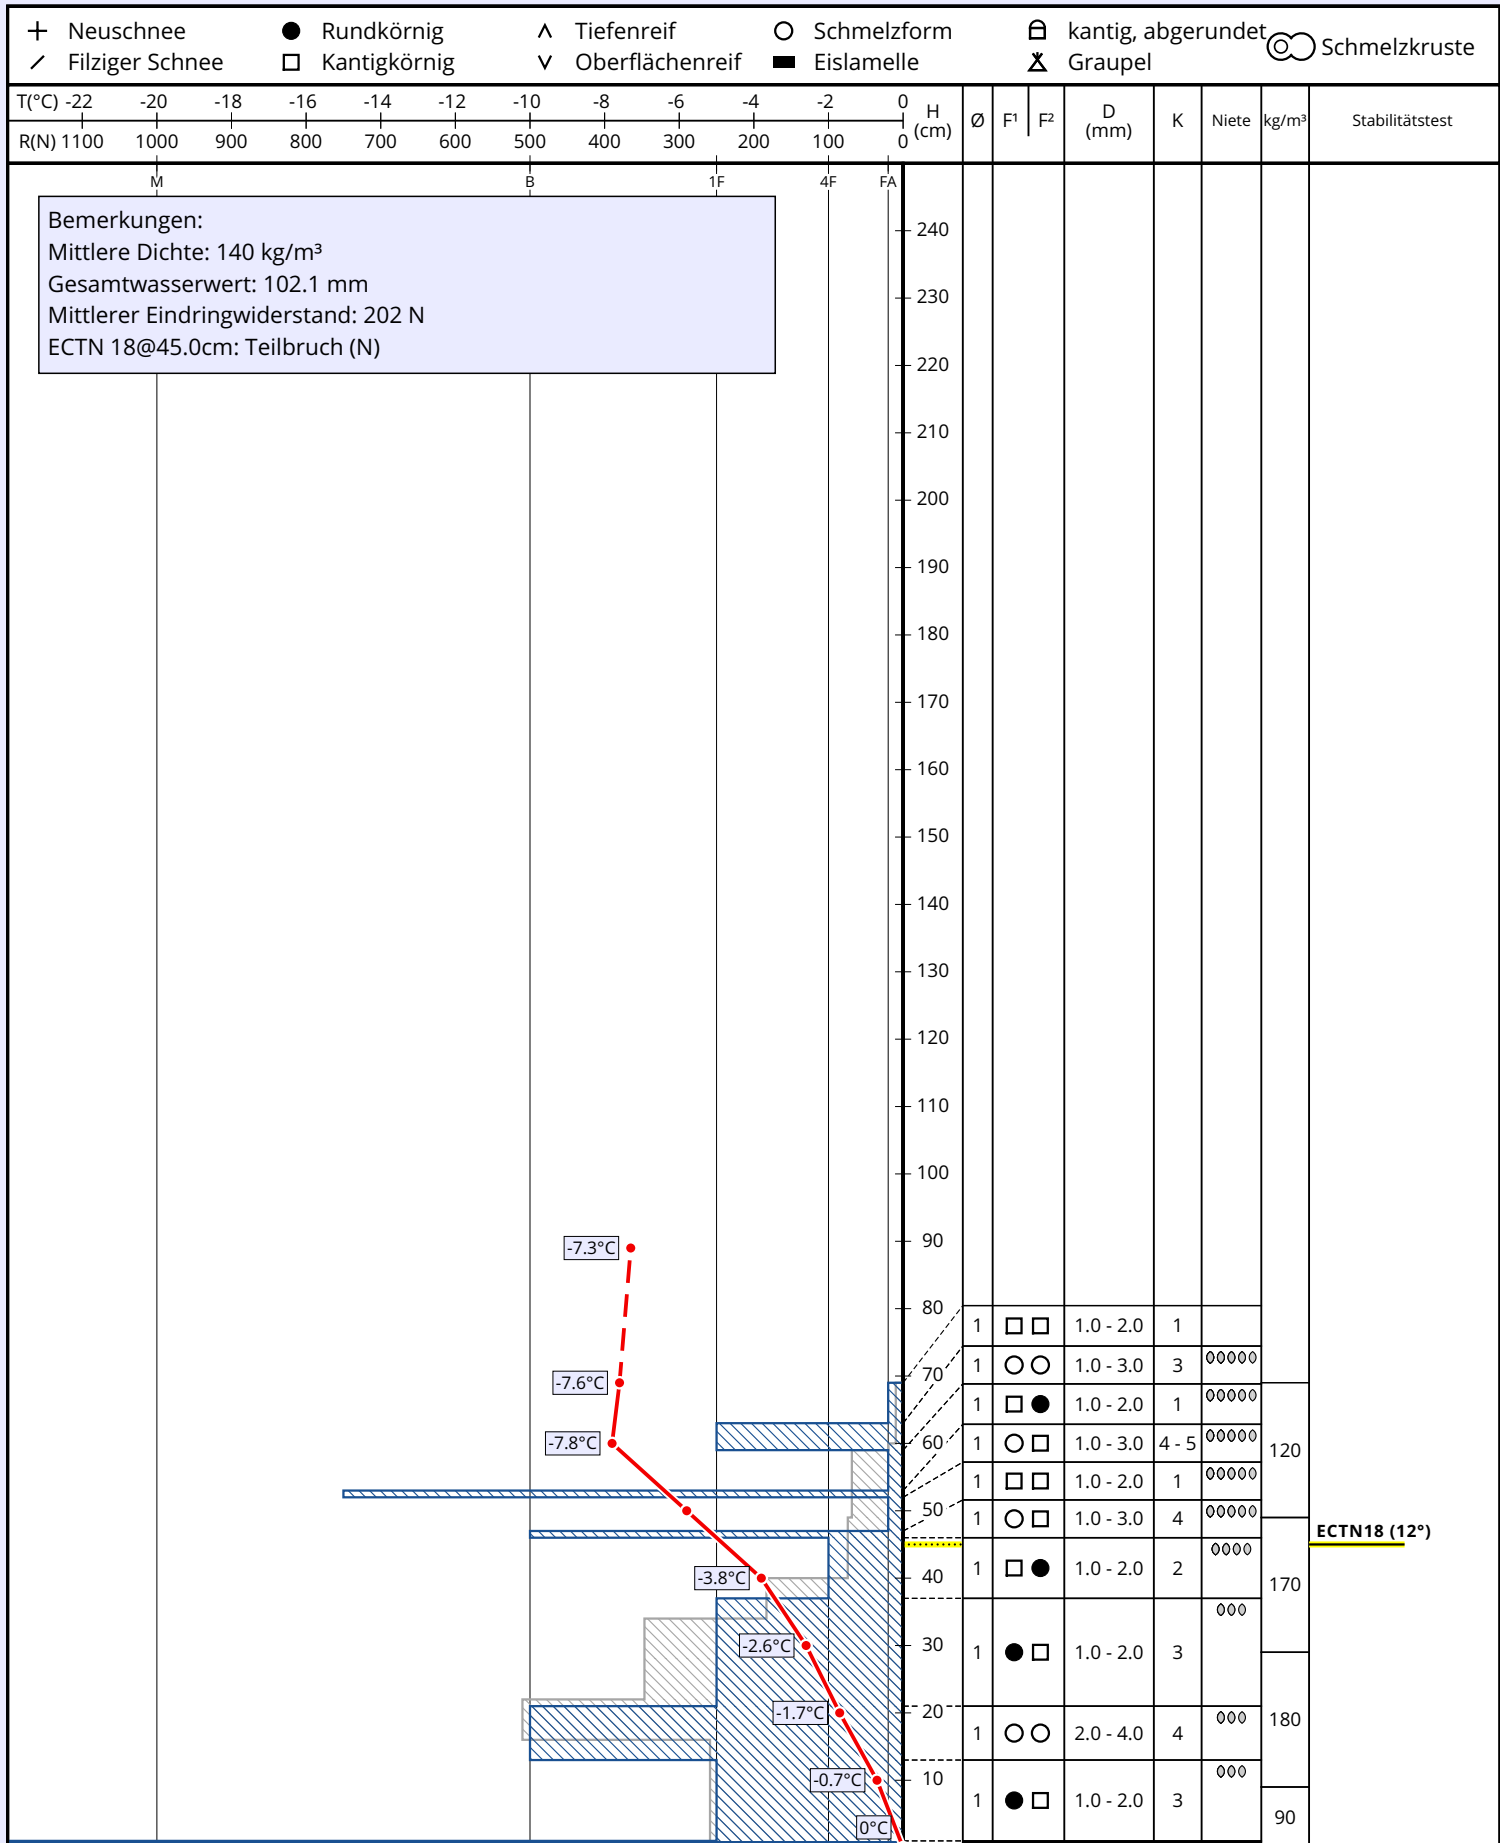 Neuschnee Rundkörnig Tiefenreif Schmelzform kantig, abgerundet Schmelzkruste
Filziger Schnee Kantigkörnig Oberflächenreif Eislamelle Graupel
T(°C) -22 -20 -18 -16 -14 -12 -10 -8 -6 -4 -2 0
R(N) 1100 1000 900 800 700 600 500 400 300 200 100 0
H (cm) Ø F¹ F² D (mm) K Niete kg/m³ Stabilitätstest
M B 1F 4F FA
Bemerkungen:
Mittlere Dichte: 140 kg/m³
Gesamtwasserwert: 102.1 mm
Mittlerer Eindringwiderstand: 202 N
ECTN 18@45.0cm: Teilbruch (N)
240
230
220
210
200
190
180
170
160
150
140
130
120
110
100
90
-7.3°C
80
1 1.0 - 2.0 1
1 1.0 - 3.0 3
70
-7.6°C
1 1.0 - 2.0 1
-7.8°C
60
1 1.0 - 3.0 4 - 5
120
1 1.0 - 2.0 1
50
1 1.0 - 3.0 4
ECTN18 (12°)
1 1.0 - 2.0 2
-3.8°C
40
170
-2.6°C
30
1 1.0 - 2.0 3
-1.7°C
20
180
1 2.0 - 4.0 4
-0.7°C
10
1 1.0 - 2.0 3
90
0°C